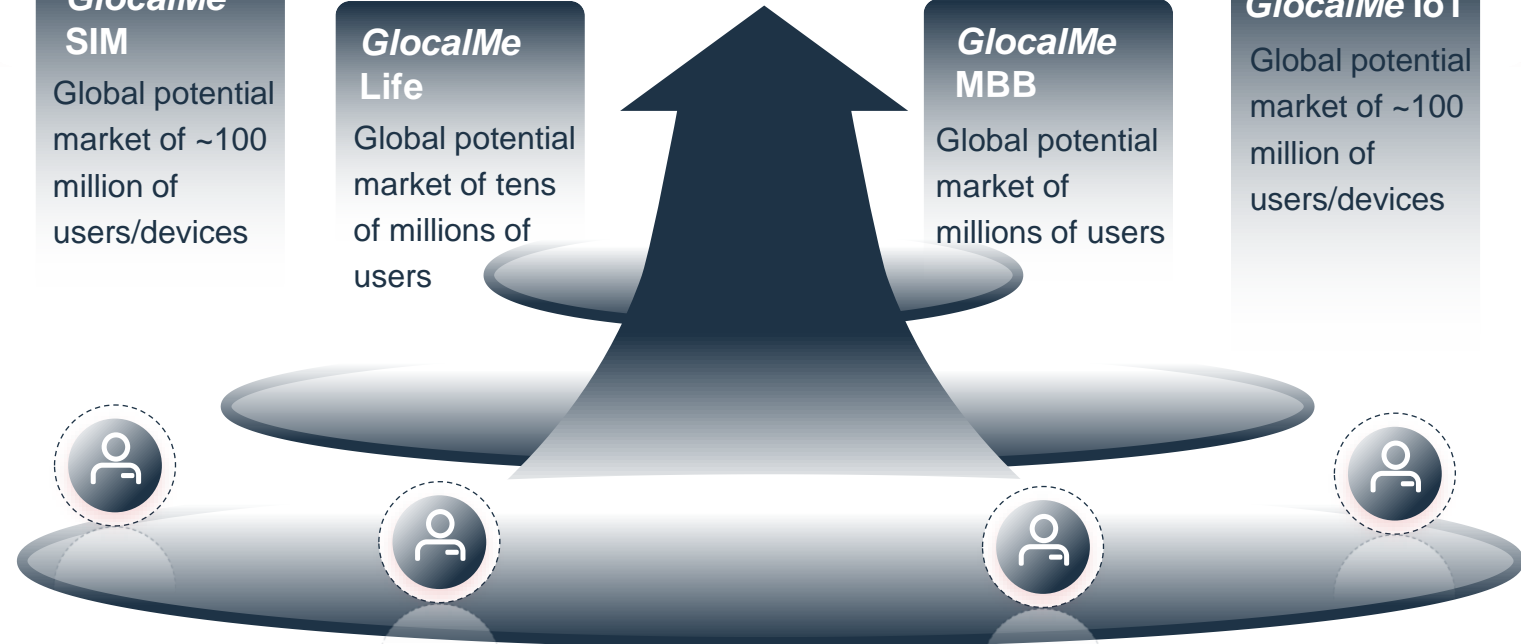 GlocalMe
SIM
Global potential
market of ~100
million of
users/devices
GlocalMe
Life
Global potential
market of tens
of millions of
users
GlocalMe
MBB
Global potential
market of
millions of users
GlocalMe IoT
Global potential
market of ~100
million of
users/devices